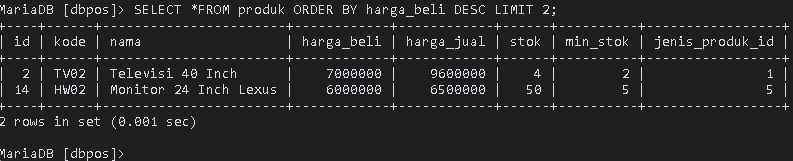 MariaDB [dbpos]> SELECT *FROM produk ORDER BY harga_beli DESC LIMIT 2;
+----+------+-----------------------+------------+------------+------+----------+-----------------+
| id | kode | nama                  | harga_beli | harga_jual | stok | min_stok | jenis_produk_id |
+----+------+-----------------------+------------+------------+------+----------+-----------------+
|  2 | TV02 | Televisi 40 Inch      |    7000000 |    9600000 |    4 |        2 |               1 |
| 14 | HW02 | Monitor 24 Inch Lexus |    6000000 |    6500000 |   50 |        5 |               5 |
+----+------+-----------------------+------------+------------+------+----------+-----------------+
2 rows in set (0.001 sec)
MariaDB [dbpos]>